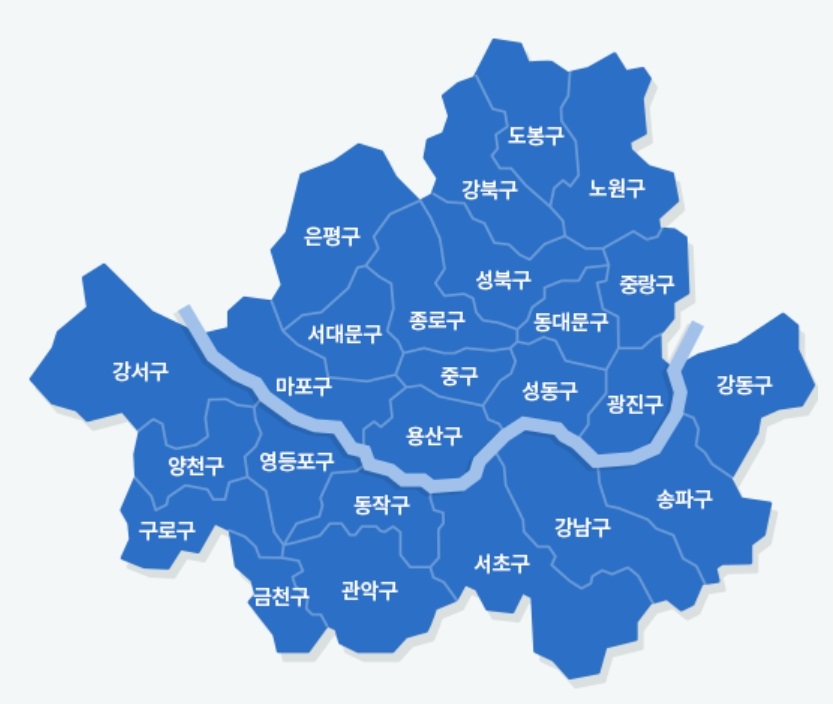 도봉구
강북구
노원구
은평구
성북구
중랑구
서대문구
종로구
동대문구
강서구
마포구
중구
성동구
광진구
강동구
용산구
양천구
영등포구
동작구
송파구
구로구
강남구
서초구
금천구
관악구